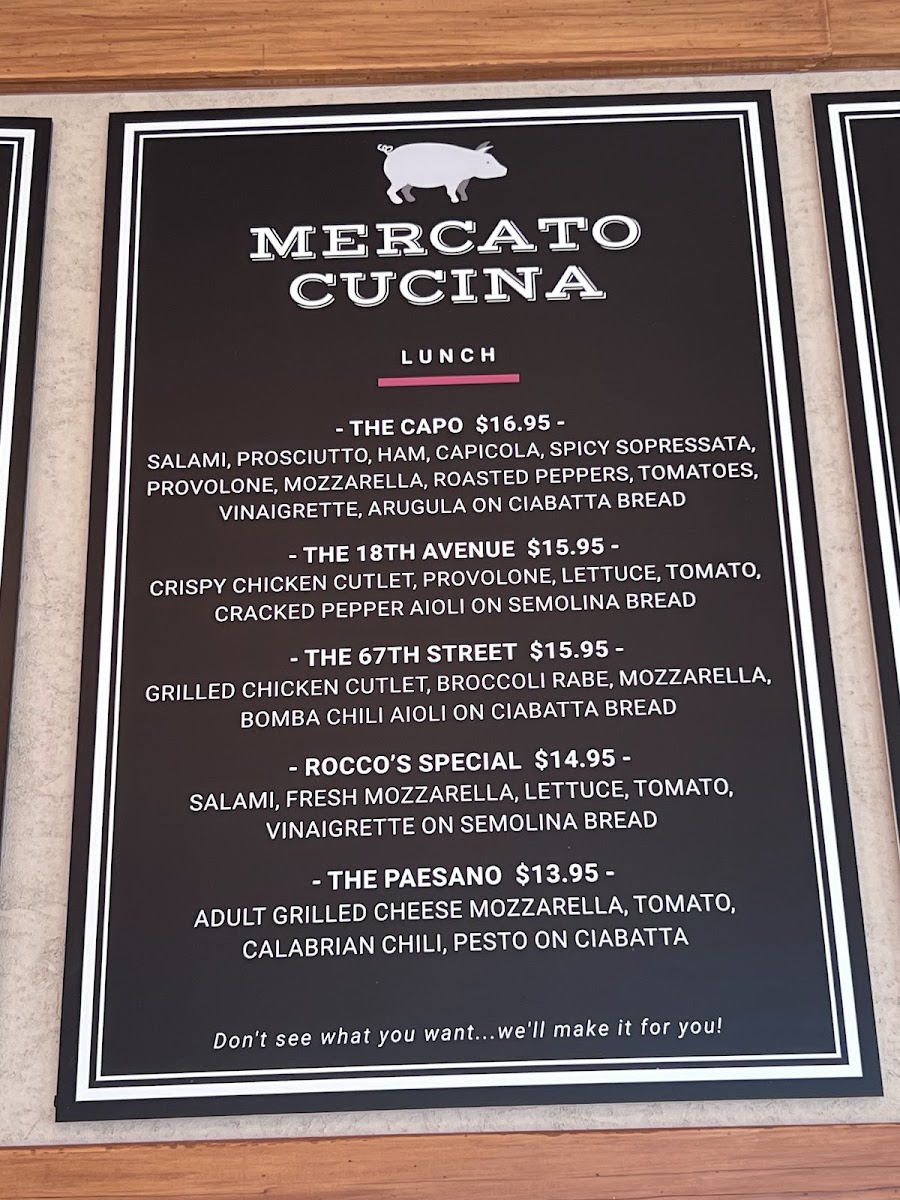 MERCATO
CUCINA
LUNCH
- THE CAPO $16.95 -
SALAMI, PROSCIUTTO, HAM, CAPICOLA, SPICY SOPRESSATA,
PROVOLONE, MOZZARELLA, ROASTED PEPPERS, TOMATOES,
VINAIGRETTE, ARUGULA ON CIABATTA BREAD
- THE 18TH AVENUE $15.95 -
CRISPY CHICKEN CUTLET, PROVOLONE, LETTUCE, TOMATO,
CRACKED PEPPER AIOLI ON SEMOLINA BREAD
- THE 67TH STREET $15.95 -
GRILLED CHICKEN CUTLET, BROCCOLI RABE, MOZZARELLA,
BOMBA CHILI AIOLI ON CIABATTA BREAD
- ROCCO'S SPECIAL $14.95 -
SALAMI, FRESH MOZZARELLA, LETTUCE, TOMATO,
VINAIGRETTE ON SEMOLINA BREAD
- THE PAESANO $13.95 -
ADULT GRILLED CHEESE MOZZARELLA, TOMATO,
CALABRIAN CHILI, PESTO ON CIABATTA
Don't see what you want...we'll make it for you!